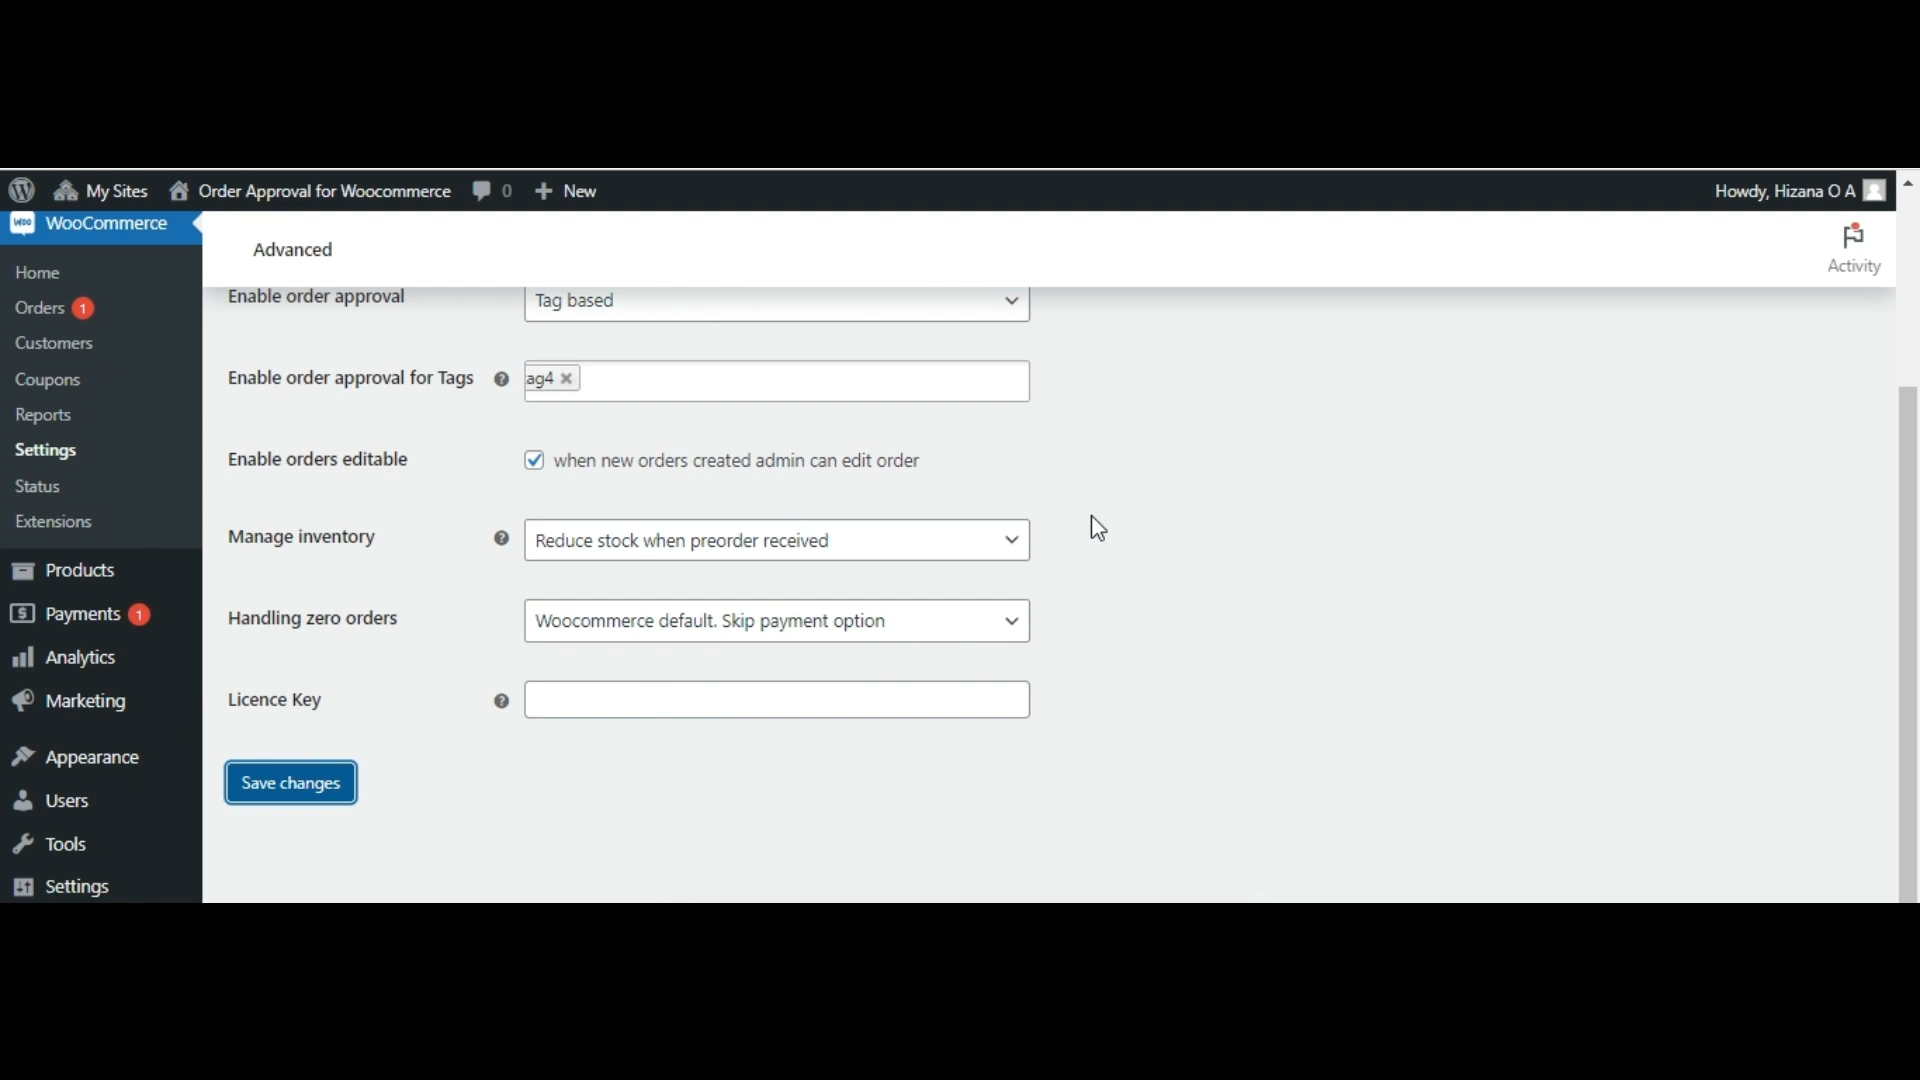 My Sites Order Approval for Woocommerce 0 New Howdy, Hizana O A
WooCommerce
Advanced
Activity
Home
Orders 1
Customers
Coupons
Reports
Settings
Status
Extensions
Products
Payments 1
Analytics
Marketing
Appearance
Users
Tools
Settings
Enable order approval Tag based
Enable order approval for Tags ? ag4 ×
Enable orders editable when new orders created admin can edit order
Manage inventory ? Reduce stock when preorder received
Handling zero orders Woocommerce default. Skip payment option
Licence Key ?
Save changes